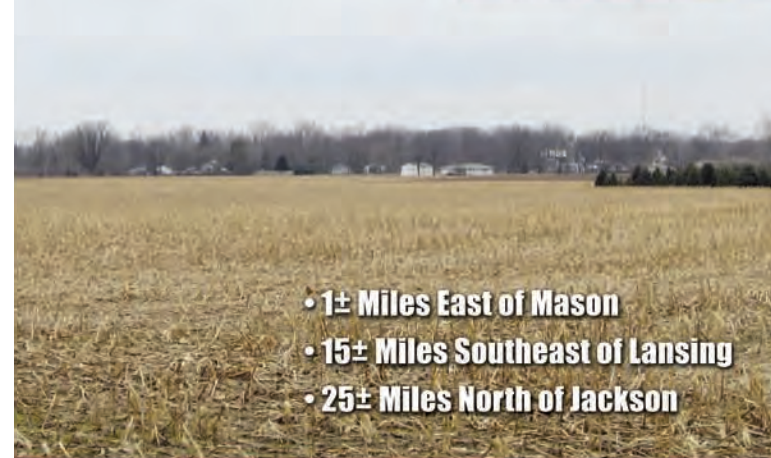 • 1± Miles East of Mason
• 15± Miles Southeast of Lansing
• 25± Miles North of Jackson